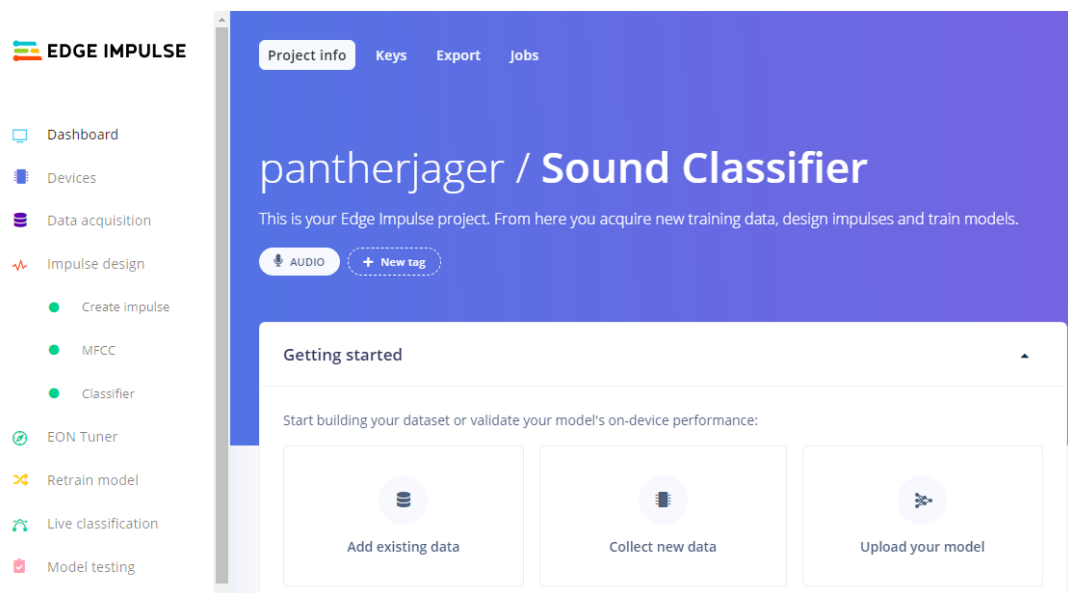 EDGE IMPULSE
Dashboard
Devices
Data acquisition
Impulse design
Create impulse
MFCC
Classifier
EON Tuner
Retrain model
Live classification
Model testing
Project info Keys Export Jobs
pantherjager / Sound Classifier
This is your Edge Impulse project. From here you acquire new training data, design impulses and train models.
AUDIO + New tag
Getting started
Start building your dataset or validate your model's on-device performance:
Add existing data Collect new data Upload your model